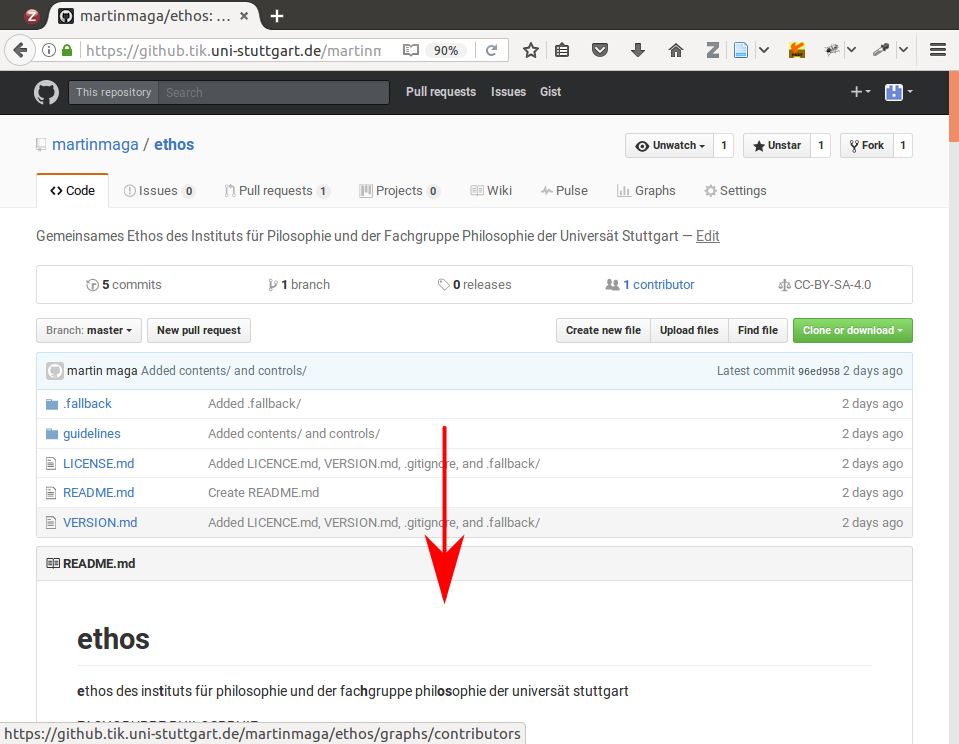 martinmaga/ethos: ...
https://github.tik.uni-stuttgart.de/martinm 90%
This repository Search Pull requests Issues Gist
martinmaga / ethos Unwatch 1 Unstar 1 Fork 1
Code Issues 0 Pull requests 1 Projects 0 Wiki Pulse Graphs Settings
Gemeinsames Ethos des Instituts für Pilosophie und der Fachgruppe Philosophie der Universät Stuttgart — Edit
5 commits 1 branch 0 releases 1 contributor CC-BY-SA-4.0
Branch: master New pull request Create new file Upload files Find file Clone or download
martin maga Added contents/ and controls/ Latest commit 96ed958 2 days ago
.fallback Added .fallback/ 2 days ago
guidelines Added contents/ and controls/ 2 days ago
LICENSE.md Added LICENCE.md, VERSION.md, .gitignore, and .fallback/ 2 days ago
README.md Create README.md 2 days ago
VERSION.md Added LICENCE.md, VERSION.md, .gitignore, and .fallback/ 2 days ago
README.md
ethos
ethos des instituts für philosophie und der fachgruppe philosophie der universät stuttgart
https://github.tik.uni-stuttgart.de/martinmaga/ethos/graphs/contributors